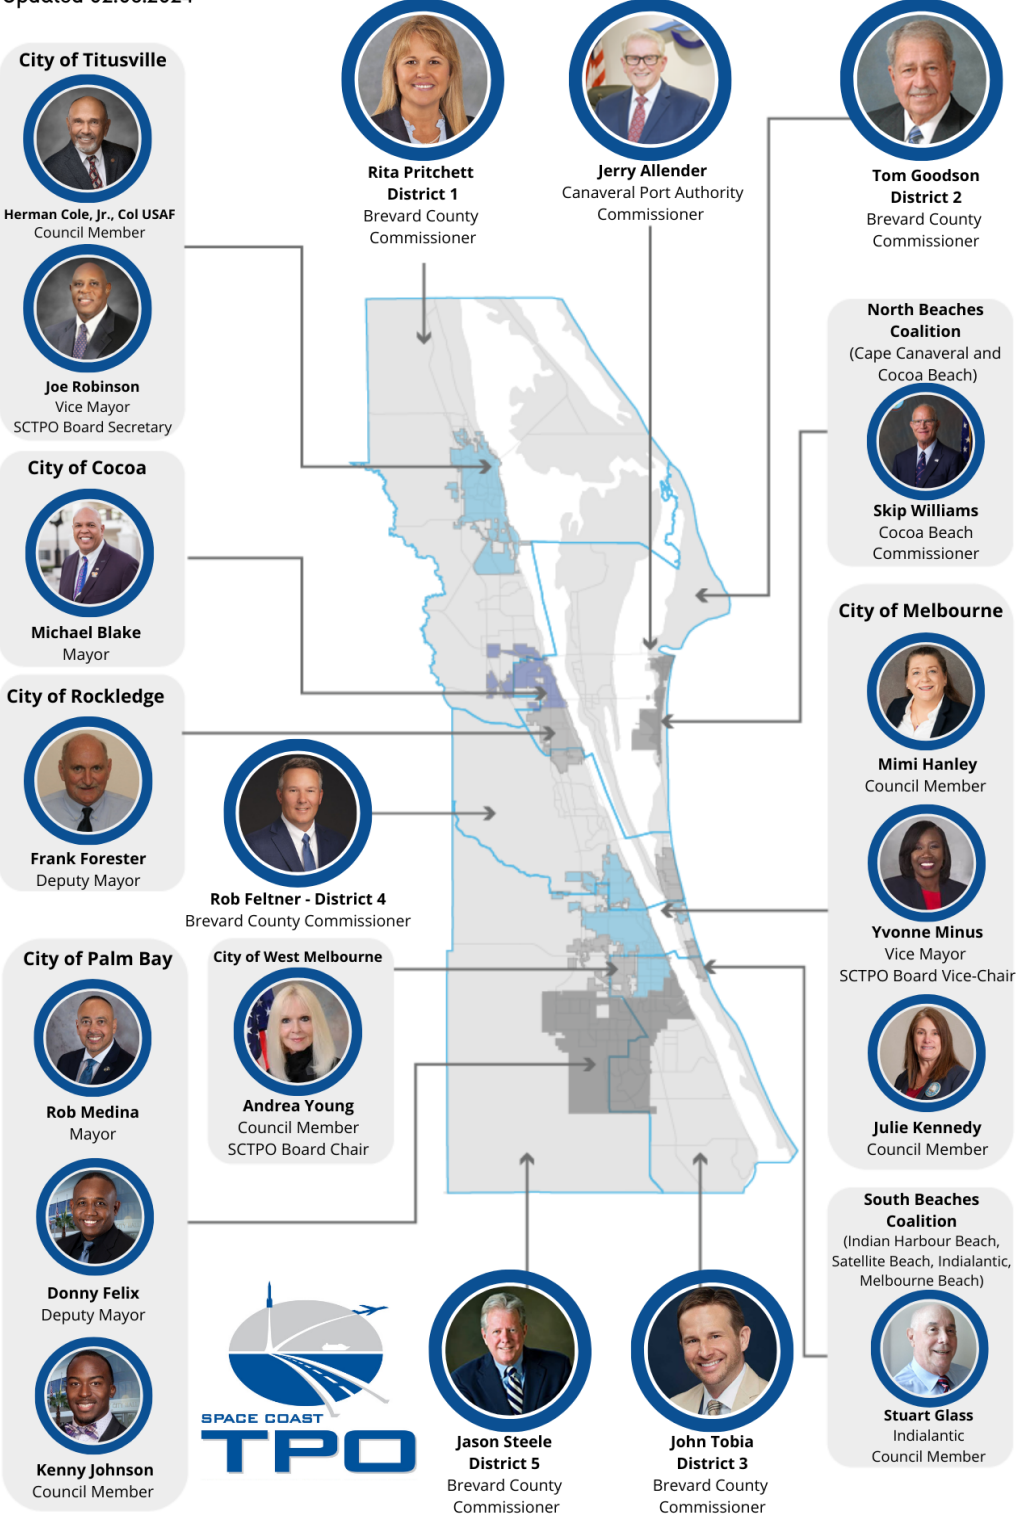 City of Titusville
Herman Cole, Jr., Col USAF
Council Member
Joe Robinson
Vice Mayor
SCTPO Board Secretary
City of Cocoa
Michael Blake
Mayor
City of Rockledge
Frank Forester
Deputy Mayor
City of Palm Bay
Rob Medina
Mayor
Donny Felix
Deputy Mayor
Kenny Johnson
Council Member
Rita Pritchett
District 1
Brevard County
Commissioner
Jerry Allender
Canaveral Port Authority
Commissioner
Tom Goodson
District 2
Brevard County
Commissioner
North Beaches
Coalition
(Cape Canaveral and
Cocoa Beach)
Skip Williams
Cocoa Beach
Commissioner
City of Melbourne
Mimi Hanley
Council Member
Yvonne Minus
Vice Mayor
SCTPO Board Vice-Chair
Julie Kennedy
Council Member
South Beaches
Coalition
(Indian Harbour Beach,
Satellite Beach, Indialantic,
Melbourne Beach)
Stuart Glass
Indialantic
Council Member
Rob Feltner - District 4
Brevard County Commissioner
City of West Melbourne
Andrea Young
Council Member
SCTPO Board Chair
SPACE COAST
TPO
Jason Steele
District 5
Brevard County
Commissioner
John Tobia
District 3
Brevard County
Commissioner